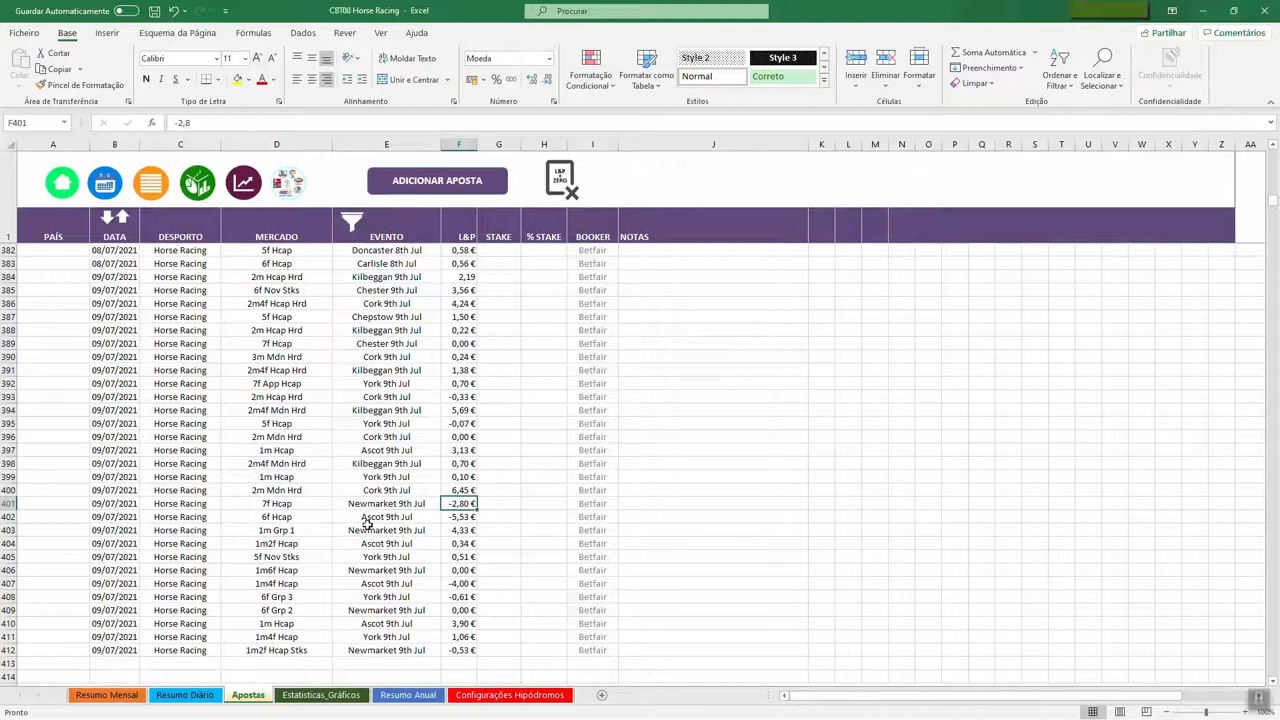 Guardar Automaticamente
CBT08 Horse Racing - Excel
Procurar
Ficheiro Base Inserir Esquema da Página Fórmulas Dados Rever Ver Ajuda Partilhar Comentários
Colar Cortar Copiar Pincel de Formatação
Calibri 11 N I S
Moldar Texto
Unir e Centrar
Moeda
Formatação Condicional
Formatar como Tabela
Style 2 Style 3 Normal Correto
Inserir Eliminar Formatar
Soma Automática
Preenchimento
Limpar
Ordenar e Filtrar
Localizar e Selecionar
Confidencialidade
Área de Transferência Tipo de Letra Alinhamento Número Estilos Células Edição Confidencialidade
F401 fx -2,8
A B C D E F G H I J K L M N O P Q R S T U V W X Y Z AA
ADICIONAR APOSTA
L&P
ZERO
1 PAÍS DATA DESPORTO MERCADO EVENTO L&P STAKE % STAKE BOOKER NOTAS
382 08/07/2021 Horse Racing 5f Hcap Doncaster 8th Jul 0,58 € Betfair
383 08/07/2021 Horse Racing 6f Hcap Carlisle 8th Jul 0,56 € Betfair
384 09/07/2021 Horse Racing 2m Hcap Hrd Kilbeggan 9th Jul 2,19 Betfair
385 09/07/2021 Horse Racing 6f Nov Stks Chester 9th Jul 3,56 € Betfair
386 09/07/2021 Horse Racing 2m4f Hcap Hrd Cork 9th Jul 4,24 € Betfair
387 09/07/2021 Horse Racing 5f Hcap Chepstow 9th Jul 1,50 € Betfair
388 09/07/2021 Horse Racing 2m Hcap Hrd Kilbeggan 9th Jul 0,22 € Betfair
389 09/07/2021 Horse Racing 7f Hcap Chester 9th Jul 0,00 € Betfair
390 09/07/2021 Horse Racing 3m Mdn Hrd Cork 9th Jul 0,24 € Betfair
391 09/07/2021 Horse Racing 2m4f Hcap Hrd Kilbeggan 9th Jul 1,38 € Betfair
392 09/07/2021 Horse Racing 7f App Hcap York 9th Jul 0,70 € Betfair
393 09/07/2021 Horse Racing 2m Hcap Hrd Cork 9th Jul -0,33 € Betfair
394 09/07/2021 Horse Racing 2m4f Mdn Hrd Kilbeggan 9th Jul 5,69 € Betfair
395 09/07/2021 Horse Racing 5f Hcap York 9th Jul -0,07 € Betfair
396 09/07/2021 Horse Racing 2m Mdn Hrd Cork 9th Jul 0,00 € Betfair
397 09/07/2021 Horse Racing 1m Hcap Ascot 9th Jul 3,13 € Betfair
398 09/07/2021 Horse Racing 2m4f Mdn Hrd Kilbeggan 9th Jul 0,70 € Betfair
399 09/07/2021 Horse Racing 1m Hcap York 9th Jul 0,10 € Betfair
400 09/07/2021 Horse Racing 2m Mdn Hrd Cork 9th Jul 6,45 € Betfair
401 09/07/2021 Horse Racing 7f Hcap Newmarket 9th Jul -2,80 € Betfair
402 09/07/2021 Horse Racing 6f Hcap Ascot 9th Jul -5,53 € Betfair
403 09/07/2021 Horse Racing 1m Grp 1 Newmarket 9th Jul 4,33 € Betfair
404 09/07/2021 Horse Racing 1m2f Hcap Ascot 9th Jul 0,34 € Betfair
405 09/07/2021 Horse Racing 5f Nov Stks York 9th Jul 0,51 € Betfair
406 09/07/2021 Horse Racing 1m6f Hcap Newmarket 9th Jul 0,00 € Betfair
407 09/07/2021 Horse Racing 1m4f Hcap Ascot 9th Jul -4,00 € Betfair
408 09/07/2021 Horse Racing 6f Grp 3 York 9th Jul -0,61 € Betfair
409 09/07/2021 Horse Racing 6f Grp 2 Newmarket 9th Jul 0,00 € Betfair
410 09/07/2021 Horse Racing 1m Hcap Ascot 9th Jul 3,90 € Betfair
411 09/07/2021 Horse Racing 1m4f Hcap York 9th Jul 1,06 € Betfair
412 09/07/2021 Horse Racing 1m2f Hcap Stks Newmarket 9th Jul -0,53 € Betfair
413
414
Resumo Mensal Resumo Diário Apostas Estatisticas_Gráficos Resumo Anual Configurações Hipódromos
Pronto 100%